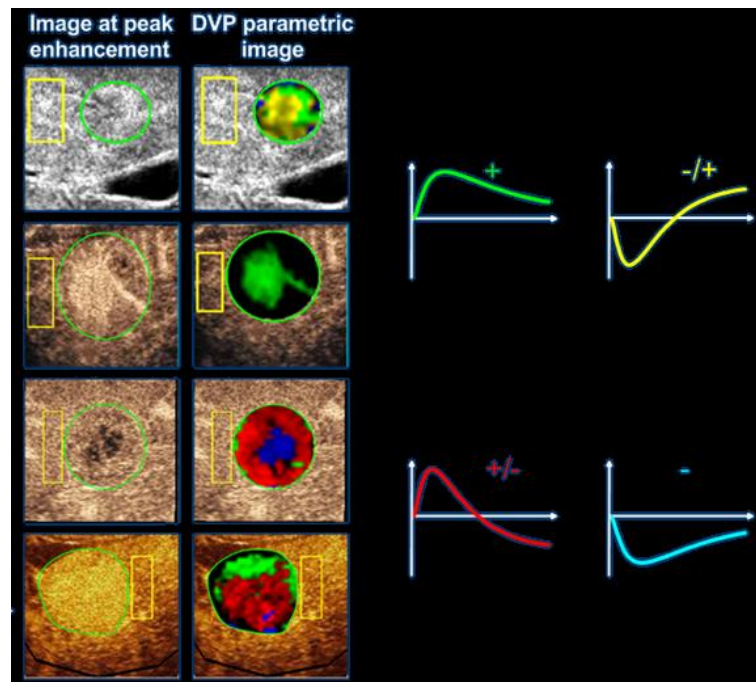 Image at peak
enhancement
DVP parametric
image
+
-/+
+/-
-